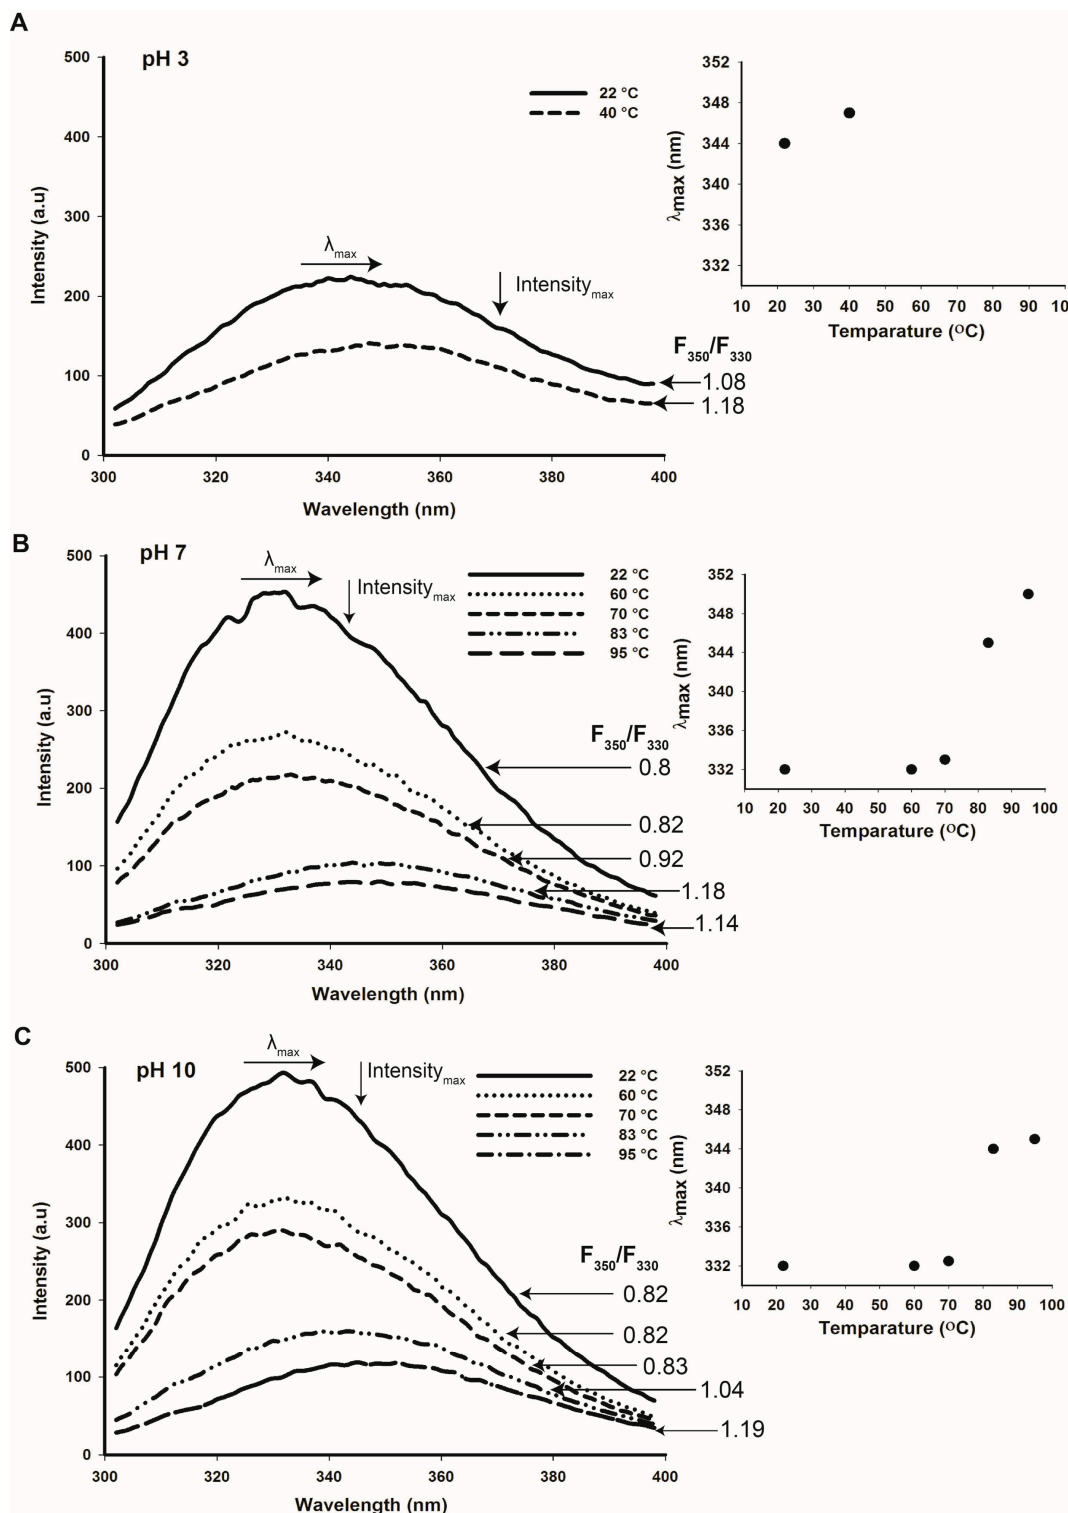 A
pH 3
500
400
300
200
100
0
Intensity (a.u)
300
320
340
360
380
400
Wavelength (nm)
22 °C
40 °C
λmax
Intensitymax
F350/F330
1.08
1.18
352
348
344
340
336
332
λmax (nm)
10 20 30 40 50 60 70 80 90 10
Temparature (ᴼC)
B
pH 7
500
400
300
200
100
0
Intensity (a.u)
300
320
340
360
380
400
Wavelength (nm)
λmax
Intensitymax
22 °C
60 °C
70 °C
83 °C
95 °C
F350/F330
0.8
0.82
0.92
1.18
1.14
352
348
344
340
336
332
λmax (nm)
10 20 30 40 50 60 70 80 90 100
Temparature (ᴼC)
C
pH 10
500
400
300
200
100
0
Intensity (a.u)
300
320
340
360
380
400
Wavelength (nm)
λmax
Intensitymax
22 °C
60 °C
70 °C
83 °C
95 °C
F350/F330
0.82
0.82
0.83
1.04
1.19
352
348
344
340
336
332
λmax (nm)
10 20 30 40 50 60 70 80 90 100
Temparature (ᴼC)